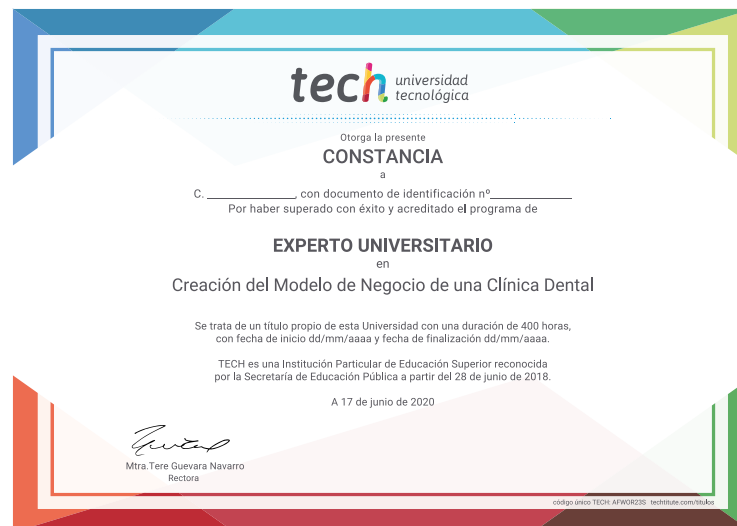 tech universidad
tecnológica
Otorga la presente
CONSTANCIA
a
C. ________________, con documento de identificación nº______________
Por haber superado con éxito y acreditado el programa de
EXPERTO UNIVERSITARIO
en
Creación del Modelo de Negocio de una Clínica Dental
Se trata de un título propio de esta Universidad con una duración de 400 horas,
con fecha de inicio dd/mm/aaaa y fecha de finalización dd/mm/aaaa.
TECH es una Institución Particular de Educación Superior reconocida
por la Secretaría de Educación Pública a partir del 28 de junio de 2018.
A 17 de junio de 2020
Mtra.Tere Guevara Navarro
Rectora
código único TECH: AFWOR23S techtitute.com/titulos